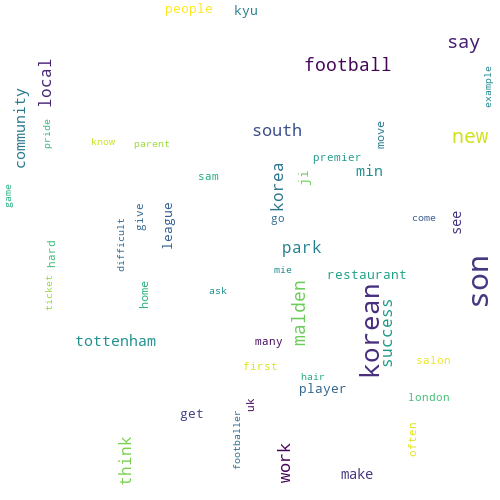 people
kyu
say
football
local
example
community
pride
south
move
new
know
parent
premier
min
sam
korea
ji
game
give
league
go
come
see
difficult
hard
park
mie
restaurant
son
ticket
home
ask
malden
korean
success
tottenham
many
first
hair
salon
player
london
uk
get
footballer
often
think
work
make